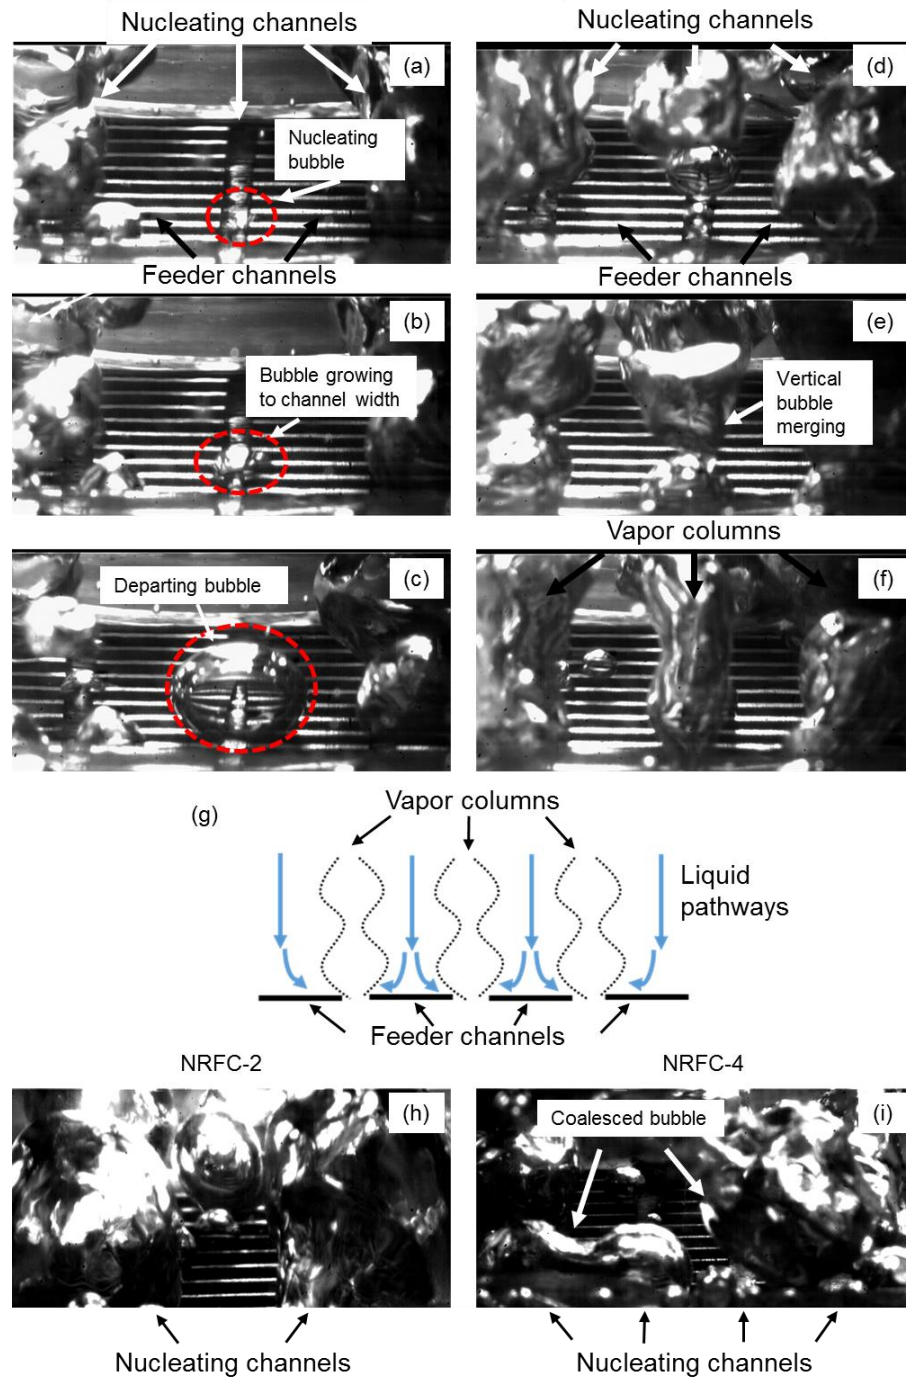 Nucleating channels
(a)
Nucleating
bubble
Feeder channels
Nucleating channels
(d)
Feeder channels
(b)
Bubble growing
to channel width
(e)
Vertical
bubble
merging
(c)
Departing bubble
Vapor columns
(f)
(g)
Vapor columns
Liquid
pathways
Feeder channels
NRFC-2
NRFC-4
(h)
Coalesced bubble
(i)
Nucleating channels
Nucleating channels